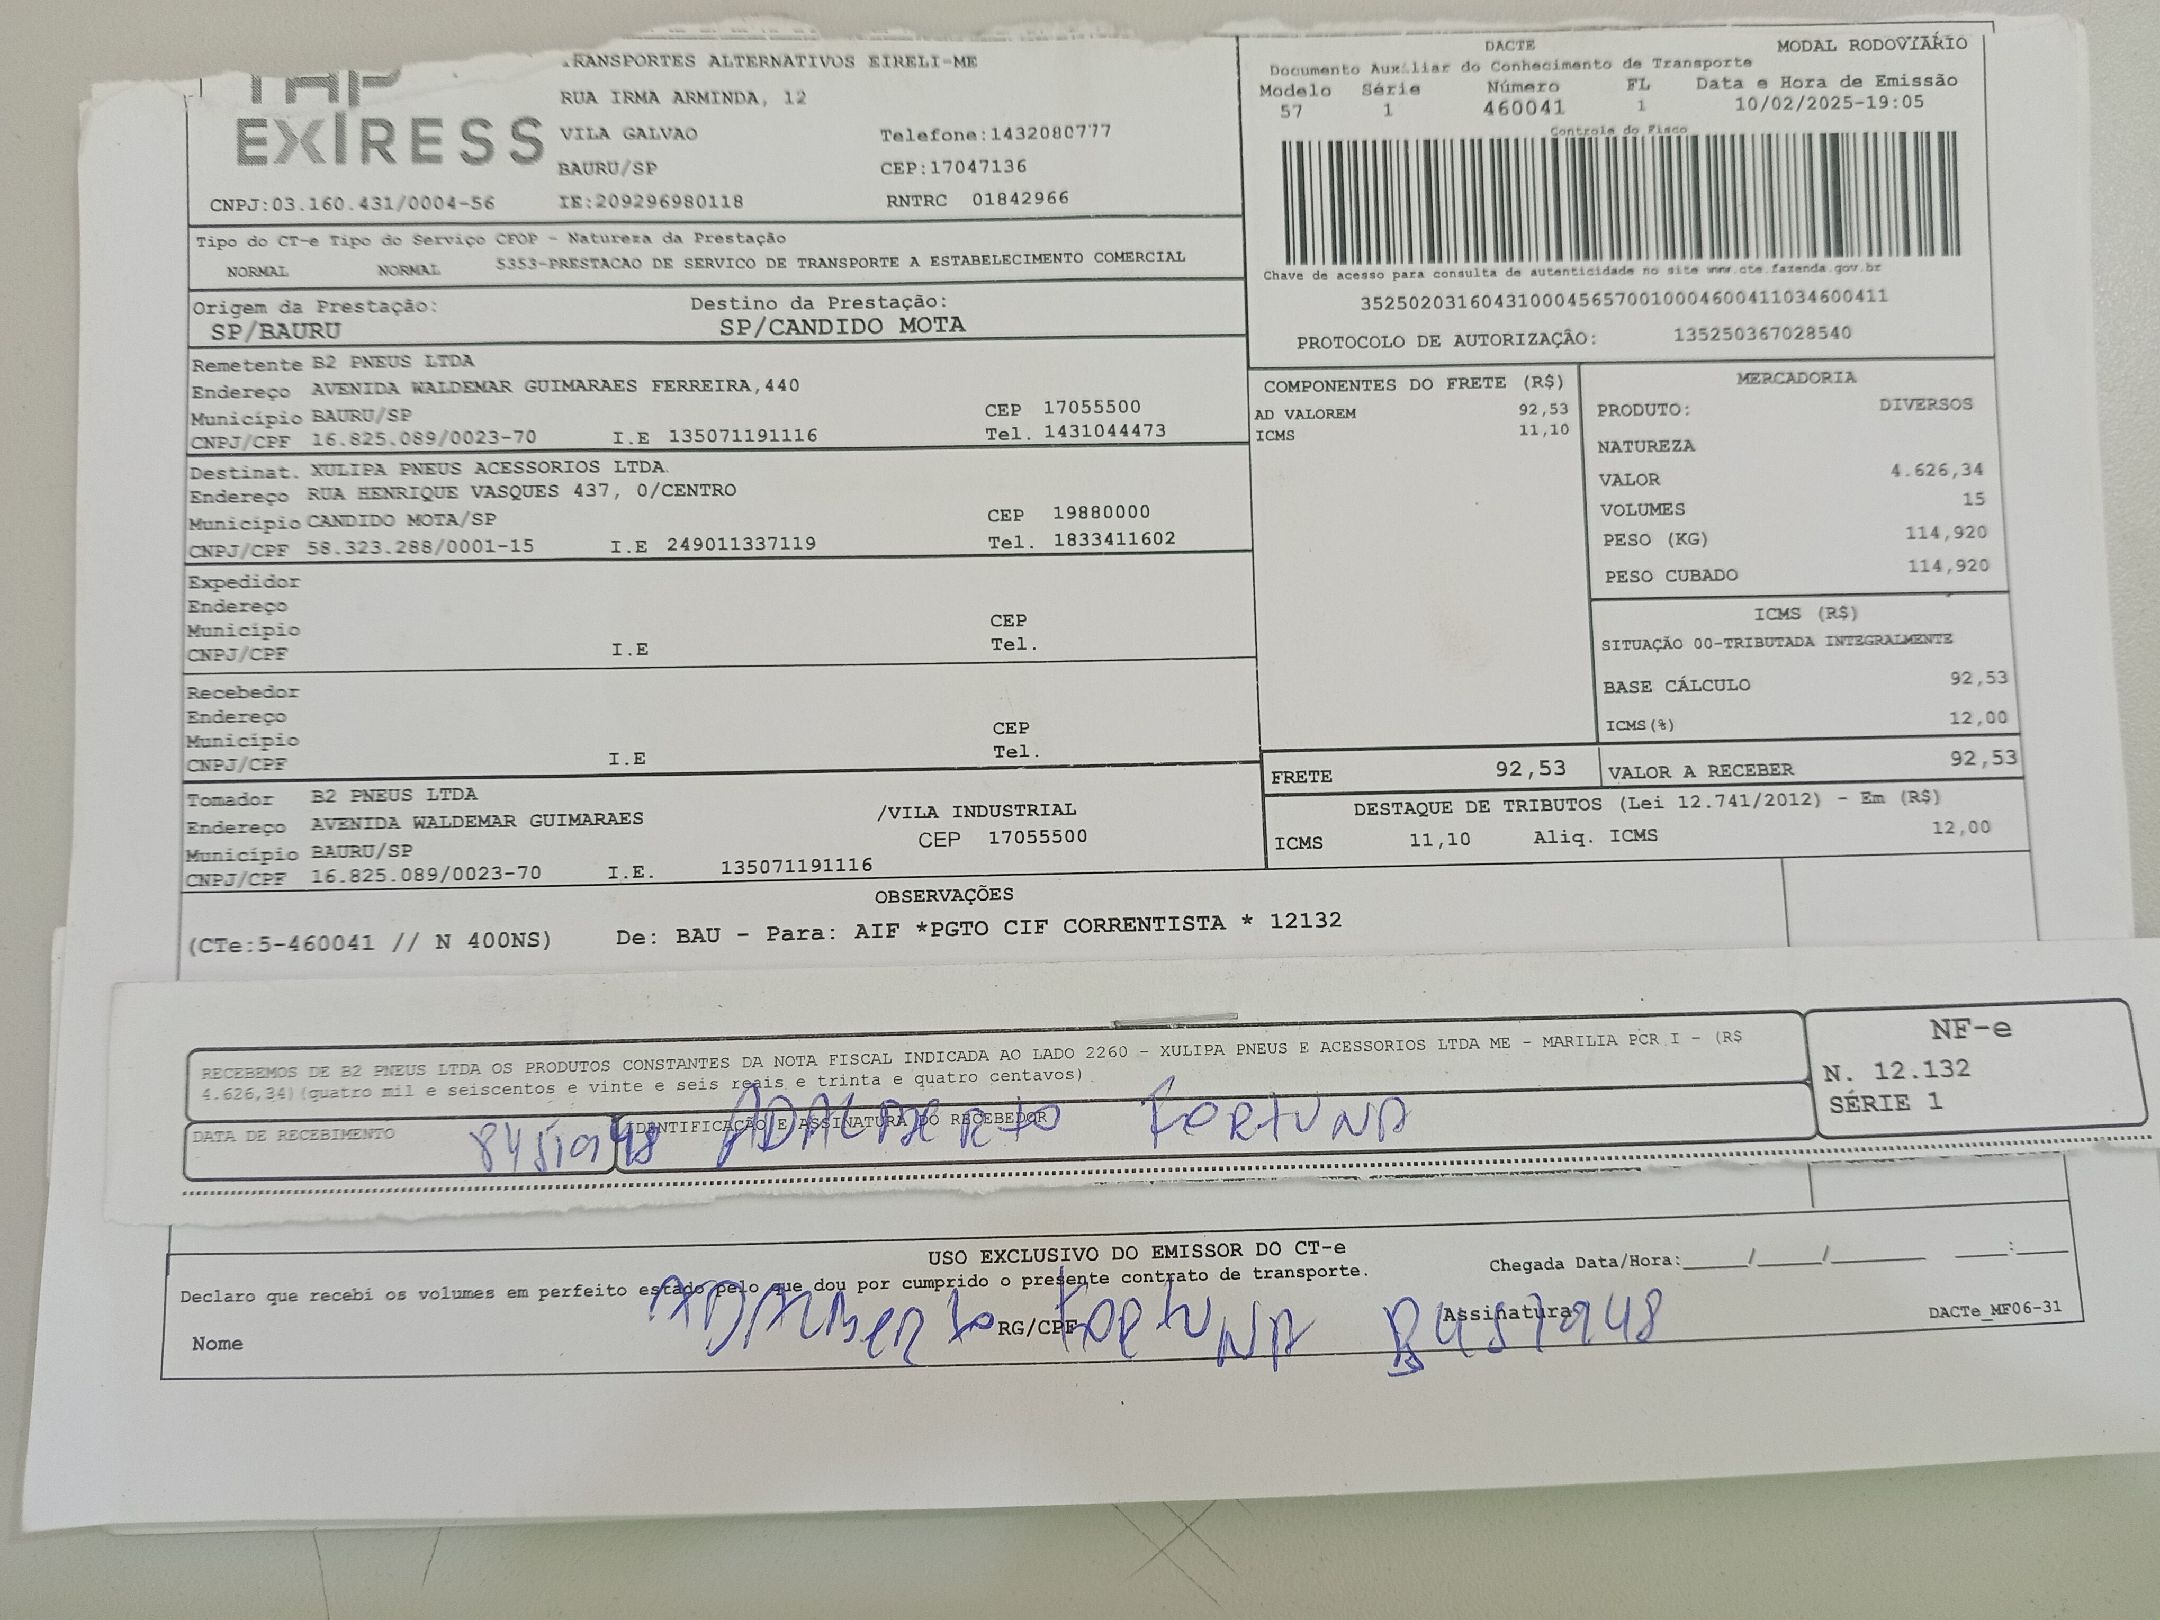 TAP
EXIRESS
TRANSPORTES ALTERNATIVOS EIRELI-ME
RUA IRMA ARMINDA, 12
VILA GALVAO Telefone:1432080777
BAURU/SP CEP:17047136
CNPJ:03.160.431/0004-56 IE:209296980118 RNTRC 01842966
DACTE MODAL RODOVIÁRIO
Documento Auxiliar do Conhecimento de Transporte
Modelo Série Número FL Data e Hora de Emissão
57 1 460041 1 10/02/2025-19:05
Controle do Fisco
Chave de acesso para consulta de autenticidade no site www.cte.fazenda.gov.br
35250203160431000456570010004600411034600411
PROTOCOLO DE AUTORIZAÇÃO: 135250367028540
Tipo do CT-e Tipo do Serviço CFOP - Natureza da Prestação
NORMAL NORMAL 5353-PRESTACAO DE SERVICO DE TRANSPORTE A ESTABELECIMENTO COMERCIAL
Origem da Prestação: Destino da Prestação:
SP/BAURU SP/CANDIDO MOTA
Remetente B2 PNEUS LTDA
Endereço AVENIDA WALDEMAR GUIMARAES FERREIRA,440
Município BAURU/SP CEP 17055500
CNPJ/CPF 16.825.089/0023-70 I.E 135071191116 Tel. 1431044473
Destinat. XULIPA PNEUS ACESSORIOS LTDA
Endereço RUA HENRIQUE VASQUES 437, 0/CENTRO
Município CANDIDO MOTA/SP CEP 19880000
CNPJ/CPF 58.323.288/0001-15 I.E 249011337119 Tel. 1833411602
Expedidor
Endereço
Município CEP
CNPJ/CPF I.E Tel.
Recebedor
Endereço
Município CEP
CNPJ/CPF I.E Tel.
Tomador B2 PNEUS LTDA
Endereço AVENIDA WALDEMAR GUIMARAES /VILA INDUSTRIAL
Município BAURU/SP CEP 17055500
CNPJ/CPF 16.825.089/0023-70 I.E. 135071191116
COMPONENTES DO FRETE (R$)
AD VALOREM 92,53
ICMS 11,10
MERCADORIA
PRODUTO: DIVERSOS
NATUREZA
VALOR 4.626,34
VOLUMES 15
PESO (KG) 114,920
PESO CUBADO 114,920
ICMS (R$)
SITUAÇÃO 00-TRIBUTADA INTEGRALMENTE
BASE CÁLCULO 92,53
ICMS(%) 12,00
FRETE 92,53 VALOR A RECEBER 92,53
DESTAQUE DE TRIBUTOS (Lei 12.741/2012) - Em (R$)
ICMS 11,10 Aliq. ICMS 12,00
OBSERVAÇÕES
(CTe:5-460041 // N 400NS) De: BAU - Para: AIF *PGTO CIF CORRENTISTA * 12132
RECEBEMOS DE B2 PNEUS LTDA OS PRODUTOS CONSTANTES DA NOTA FISCAL INDICADA AO LADO 2260 - XULIPA PNEUS E ACESSORIOS LTDA ME - MARILIA PCR I - (R$
4.626,34)(quatro mil e seiscentos e vinte e seis reais e trinta e quatro centavos)
DATA DE RECEBIMENTO IDENTIFICAÇÃO E ASSINATURA DO RECEBEDOR
ADALBERTO FORTUNA
NF-e
N. 12.132
SÉRIE 1
USO EXCLUSIVO DO EMISSOR DO CT-e
Declaro que recebi os volumes em perfeito estado pelo que dou por cumprido o presente contrato de transporte. Chegada Data/Hora:____/____/______ ____:____
Nome RG/CPF Assinatura DACTe_MF06-31
ADALBERTO FORTUNA